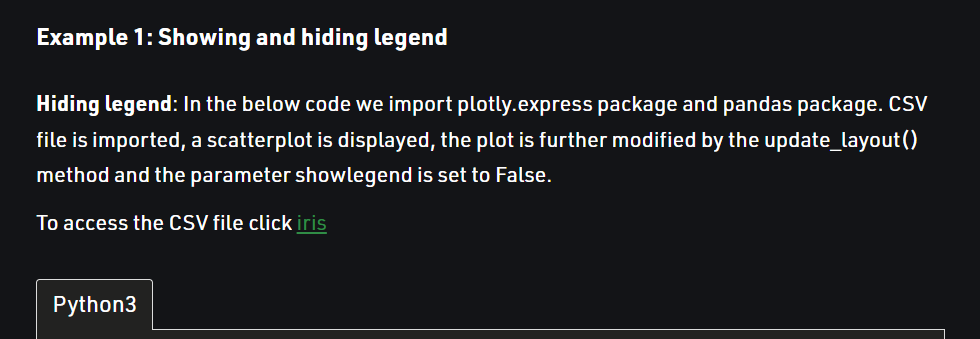 Example 1: Showing and hiding legend
Hiding legend: In the below code we import plotly.express package and pandas package. CSV
file is imported, a scatterplot is displayed, the plot is further modified by the update_layout()
method and the parameter showlegend is set to False.
To access the CSV file click iris
Python3